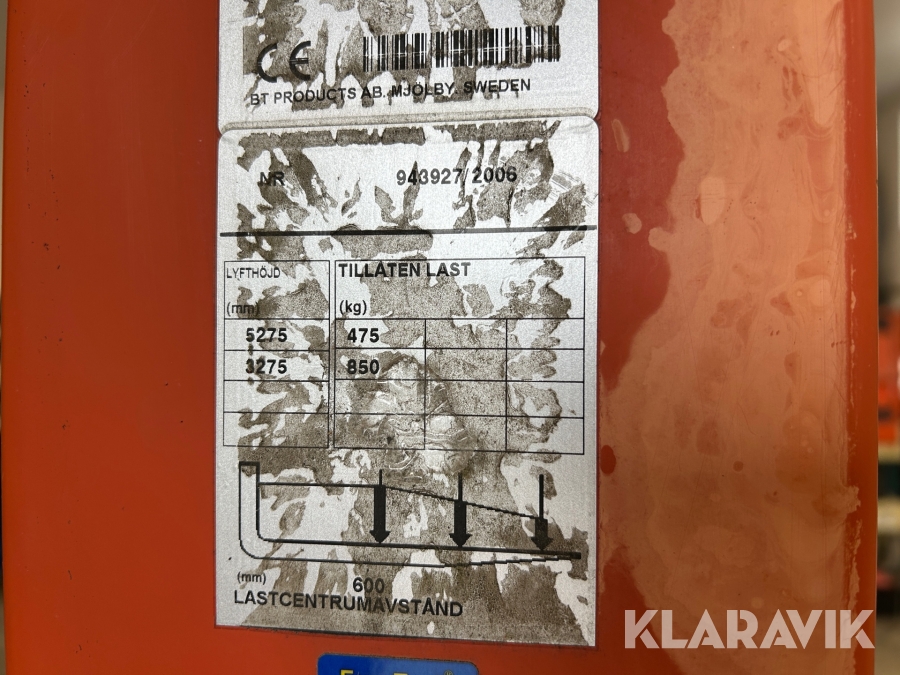 CE
BT PRODUCTS AB. MJÖLBY. SWEDEN
NR 943927/2006
LYFTHÖJD TILLÅTEN LAST
(mm) (kg)
5275 475
3275 850
(mm) 600
LASTCENTRUMAVSTÅND
KLARAVIK